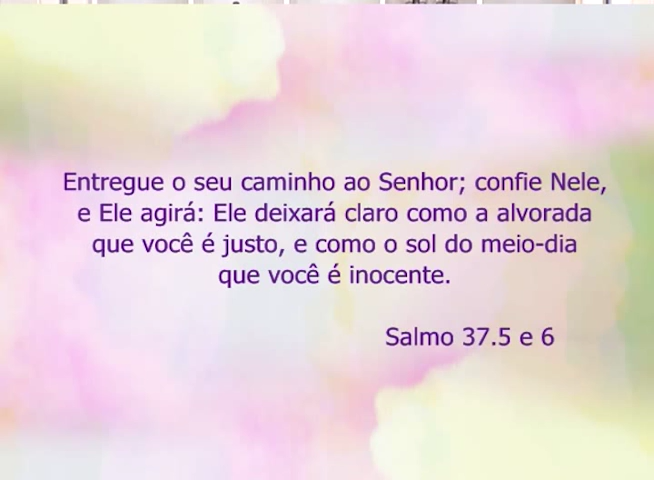 Entregue o seu caminho ao Senhor; confie Nele,
e Ele agirá: Ele deixará claro como a alvorada
que você é justo, e como o sol do meio-dia
que você é inocente.
Salmo 37.5 e 6